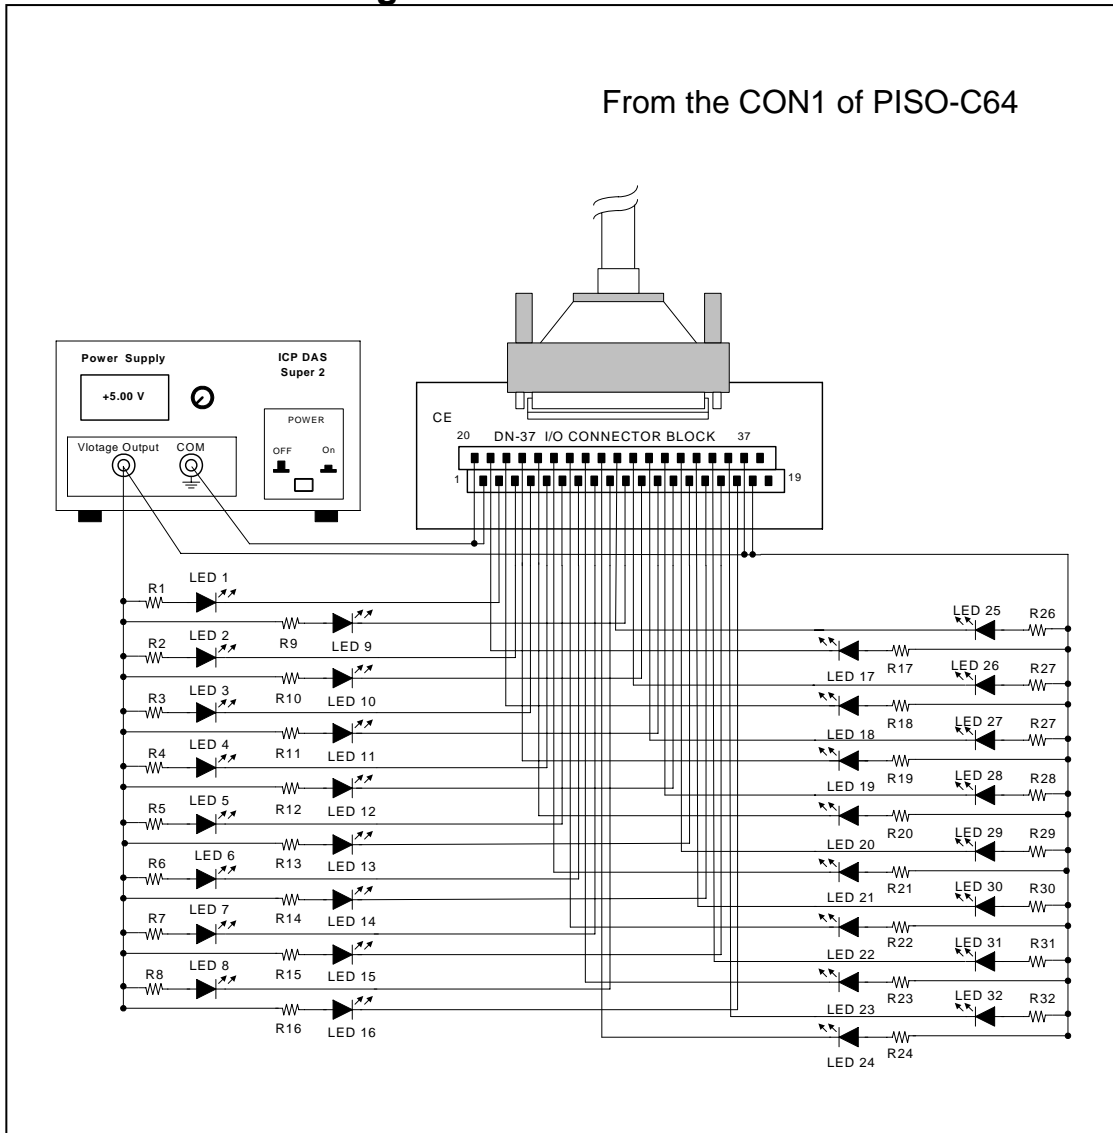 From the CON1 of PISO-C64
Power Supply
ICP DAS
Super 2
+5.00 V
POWER
OFF
On
Vlotage Output
COM
CE
20
DN-37 I/O CONNECTOR BLOCK
37
1
19
R1
LED 1
R9
LED 9
R2
LED 2
R10
LED 10
R3
LED 3
R11
LED 11
R4
LED 4
R12
LED 12
R5
LED 5
R13
LED 13
R6
LED 6
R14
LED 14
R7
LED 7
R15
LED 15
R8
LED 8
R16
LED 16
LED 25
R26
LED 17
R17
LED 26
R27
LED 18
R18
LED 27
R27
LED 19
R19
LED 28
R28
LED 20
R20
LED 29
R29
LED 21
R21
LED 30
R30
LED 22
R22
LED 31
R31
LED 23
R23
LED 32
R32
LED 24
R24